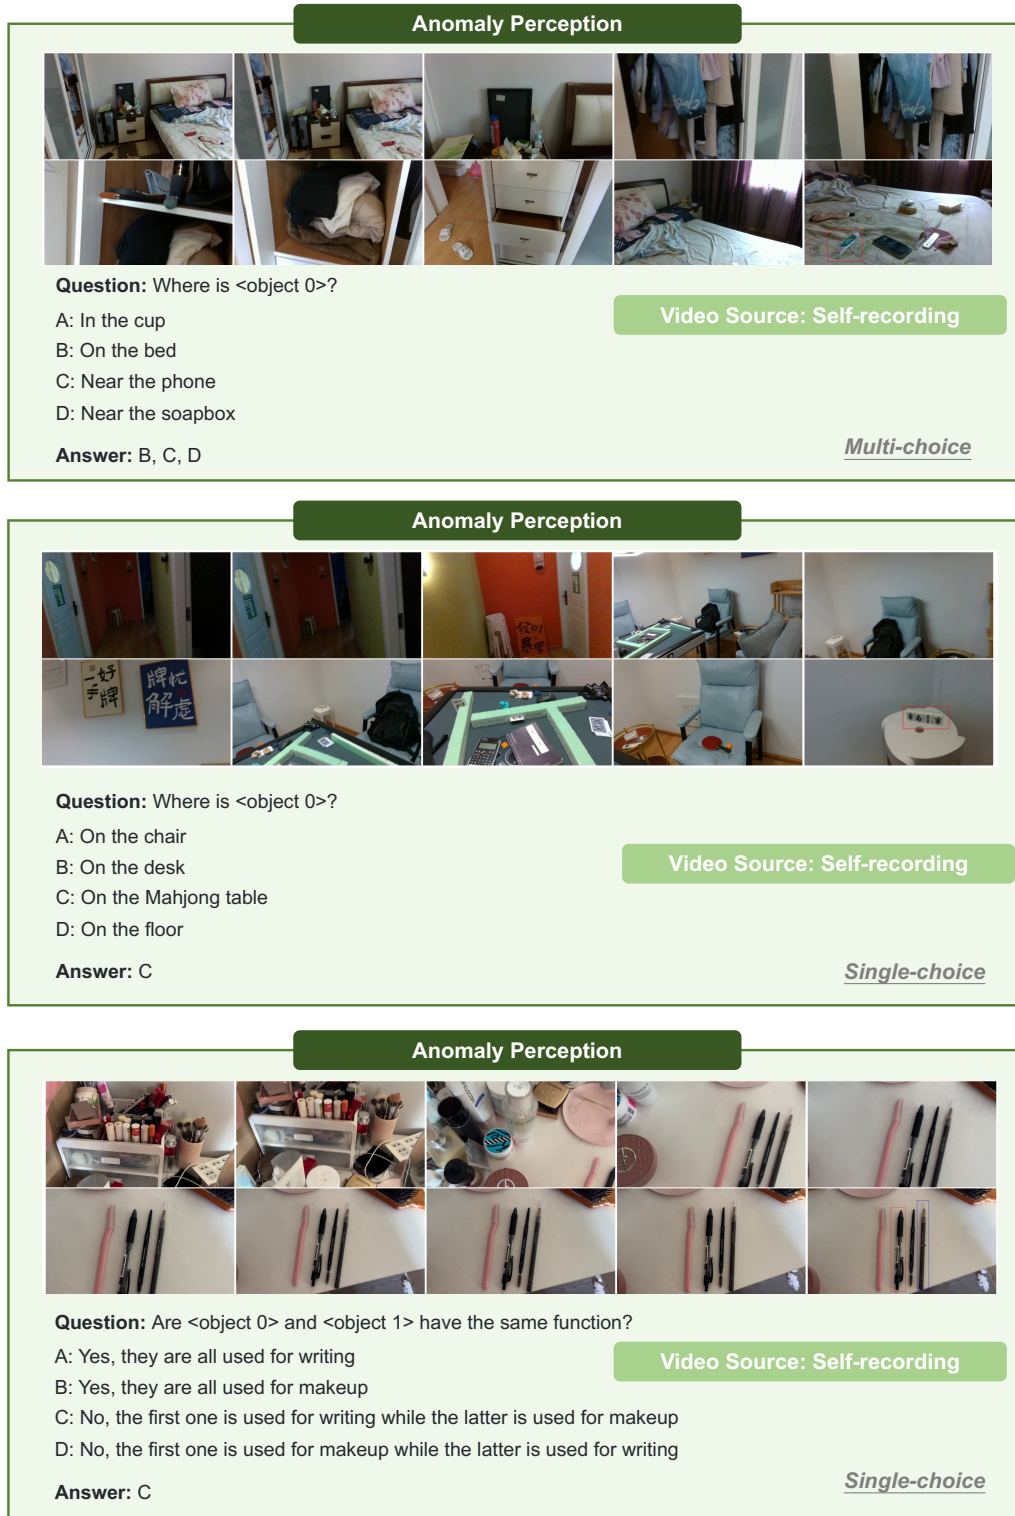 Anomaly Perception
Question: Where is <object 0>?
A: In the cup
B: On the bed
C: Near the phone
D: Near the soapbox
Answer: B, C, D
Video Source: Self-recording
Multi-choice
Anomaly Perception
一好
手牌
牌忧
解虑
Question: Where is <object 0>?
A: On the chair
B: On the desk
C: On the Mahjong table
D: On the floor
Answer: C
Video Source: Self-recording
Single-choice
Anomaly Perception
Question: Are <object 0> and <object 1> have the same function?
A: Yes, they are all used for writing
B: Yes, they are all used for makeup
C: No, the first one is used for writing while the latter is used for makeup
D: No, the first one is used for makeup while the latter is used for writing
Answer: C
Video Source: Self-recording
Single-choice